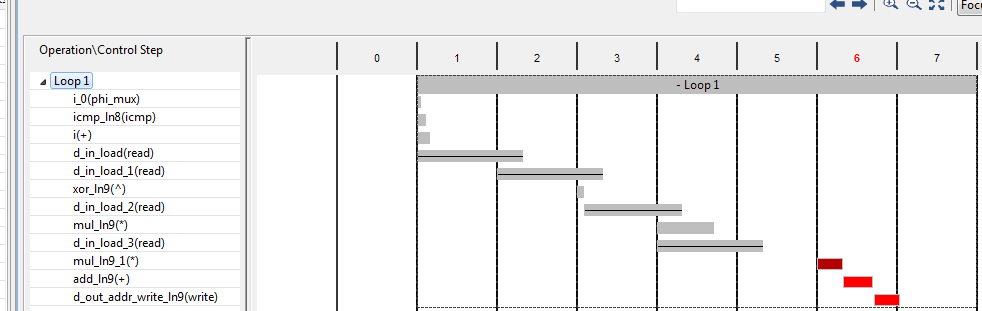 Focu
Operation\Control Step
0 1 2 3 4 5 6 7
Loop 1
- Loop 1
i_0(phi_mux)
icmp_ln8(icmp)
i(+)
d_in_load(read)
d_in_load_1(read)
xor_ln9(^)
d_in_load_2(read)
mul_ln9(*)
d_in_load_3(read)
mul_ln9_1(*)
add_ln9(+)
d_out_addr_write_ln9(write)